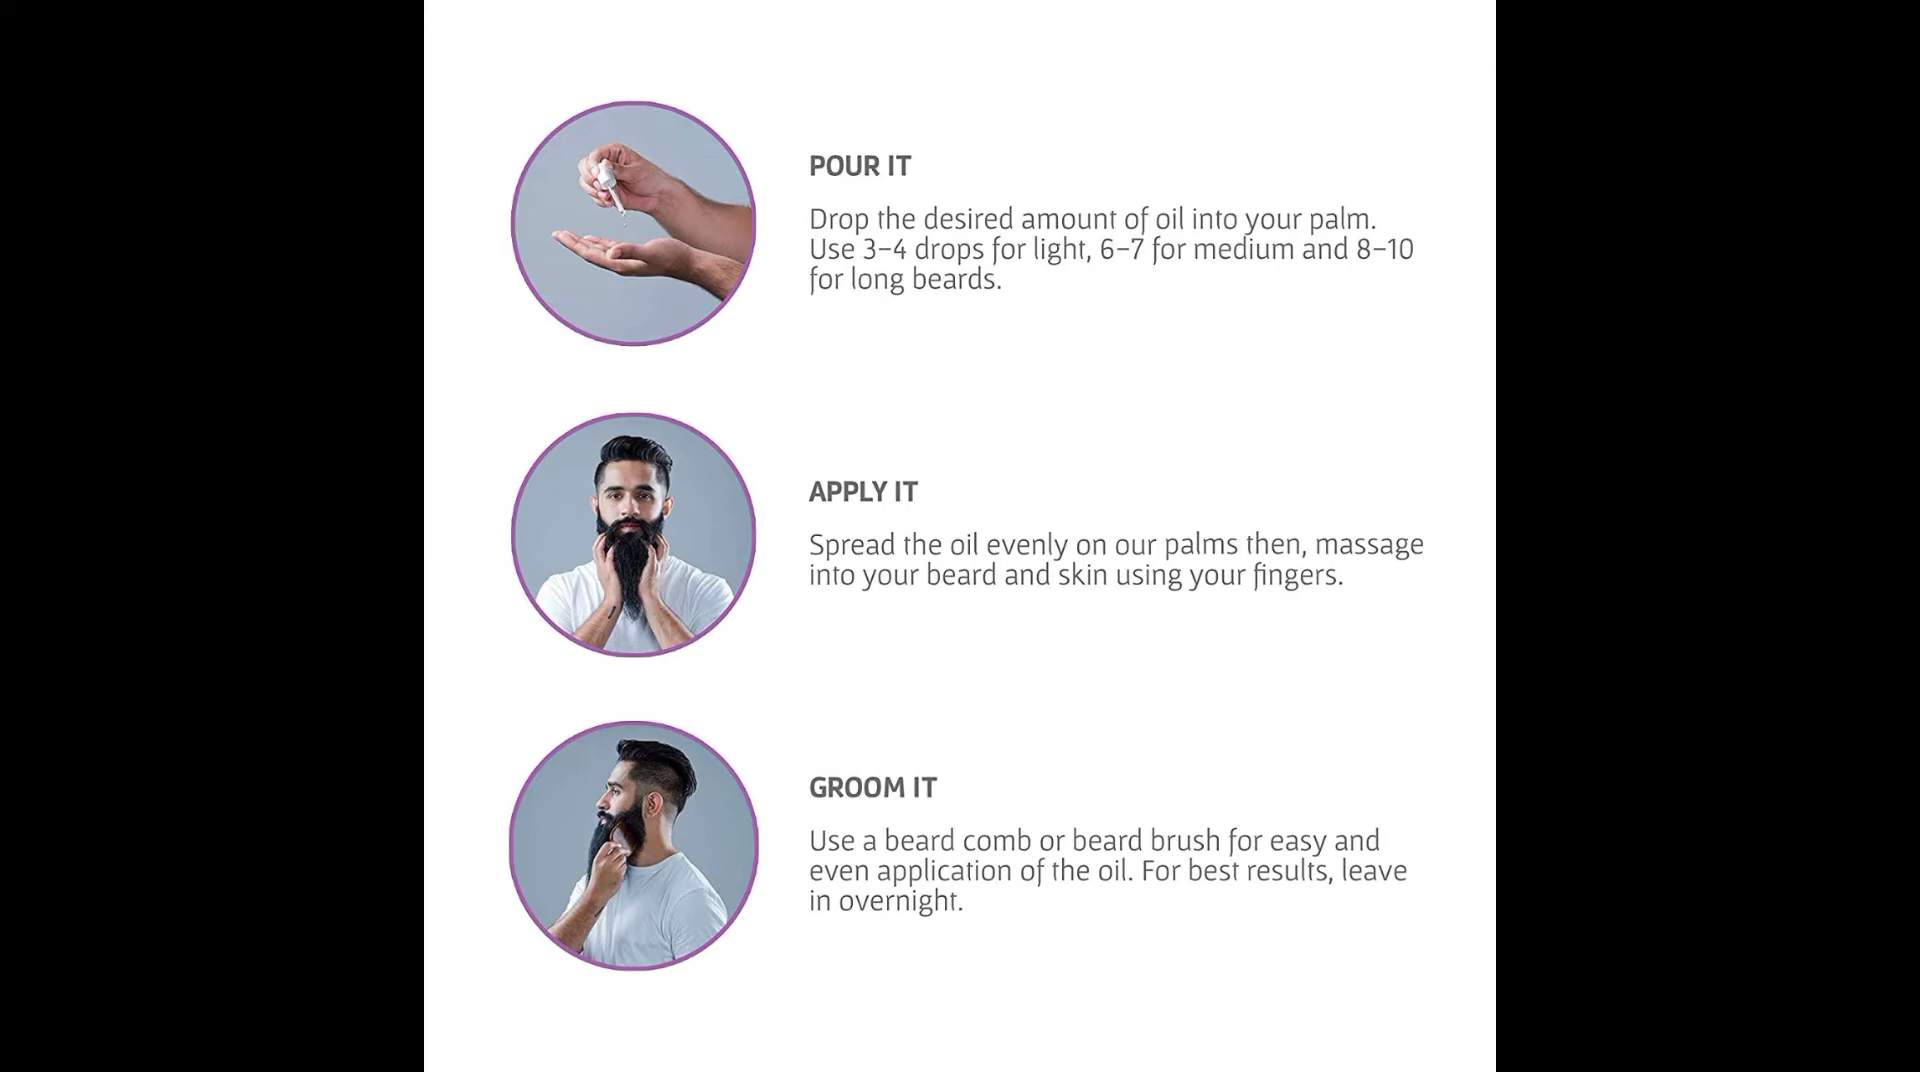 POUR IT
Drop the desired amount of oil into your palm.
Use 3-4 drops for light, 6-7 for medium and 8-10
for long beards.
APPLY IT
Spread the oil evenly on our palms then, massage
into your beard and skin using your fingers.
GROOM IT
Use a beard comb or beard brush for easy and
even application of the oil. For best results, leave
in overnight.